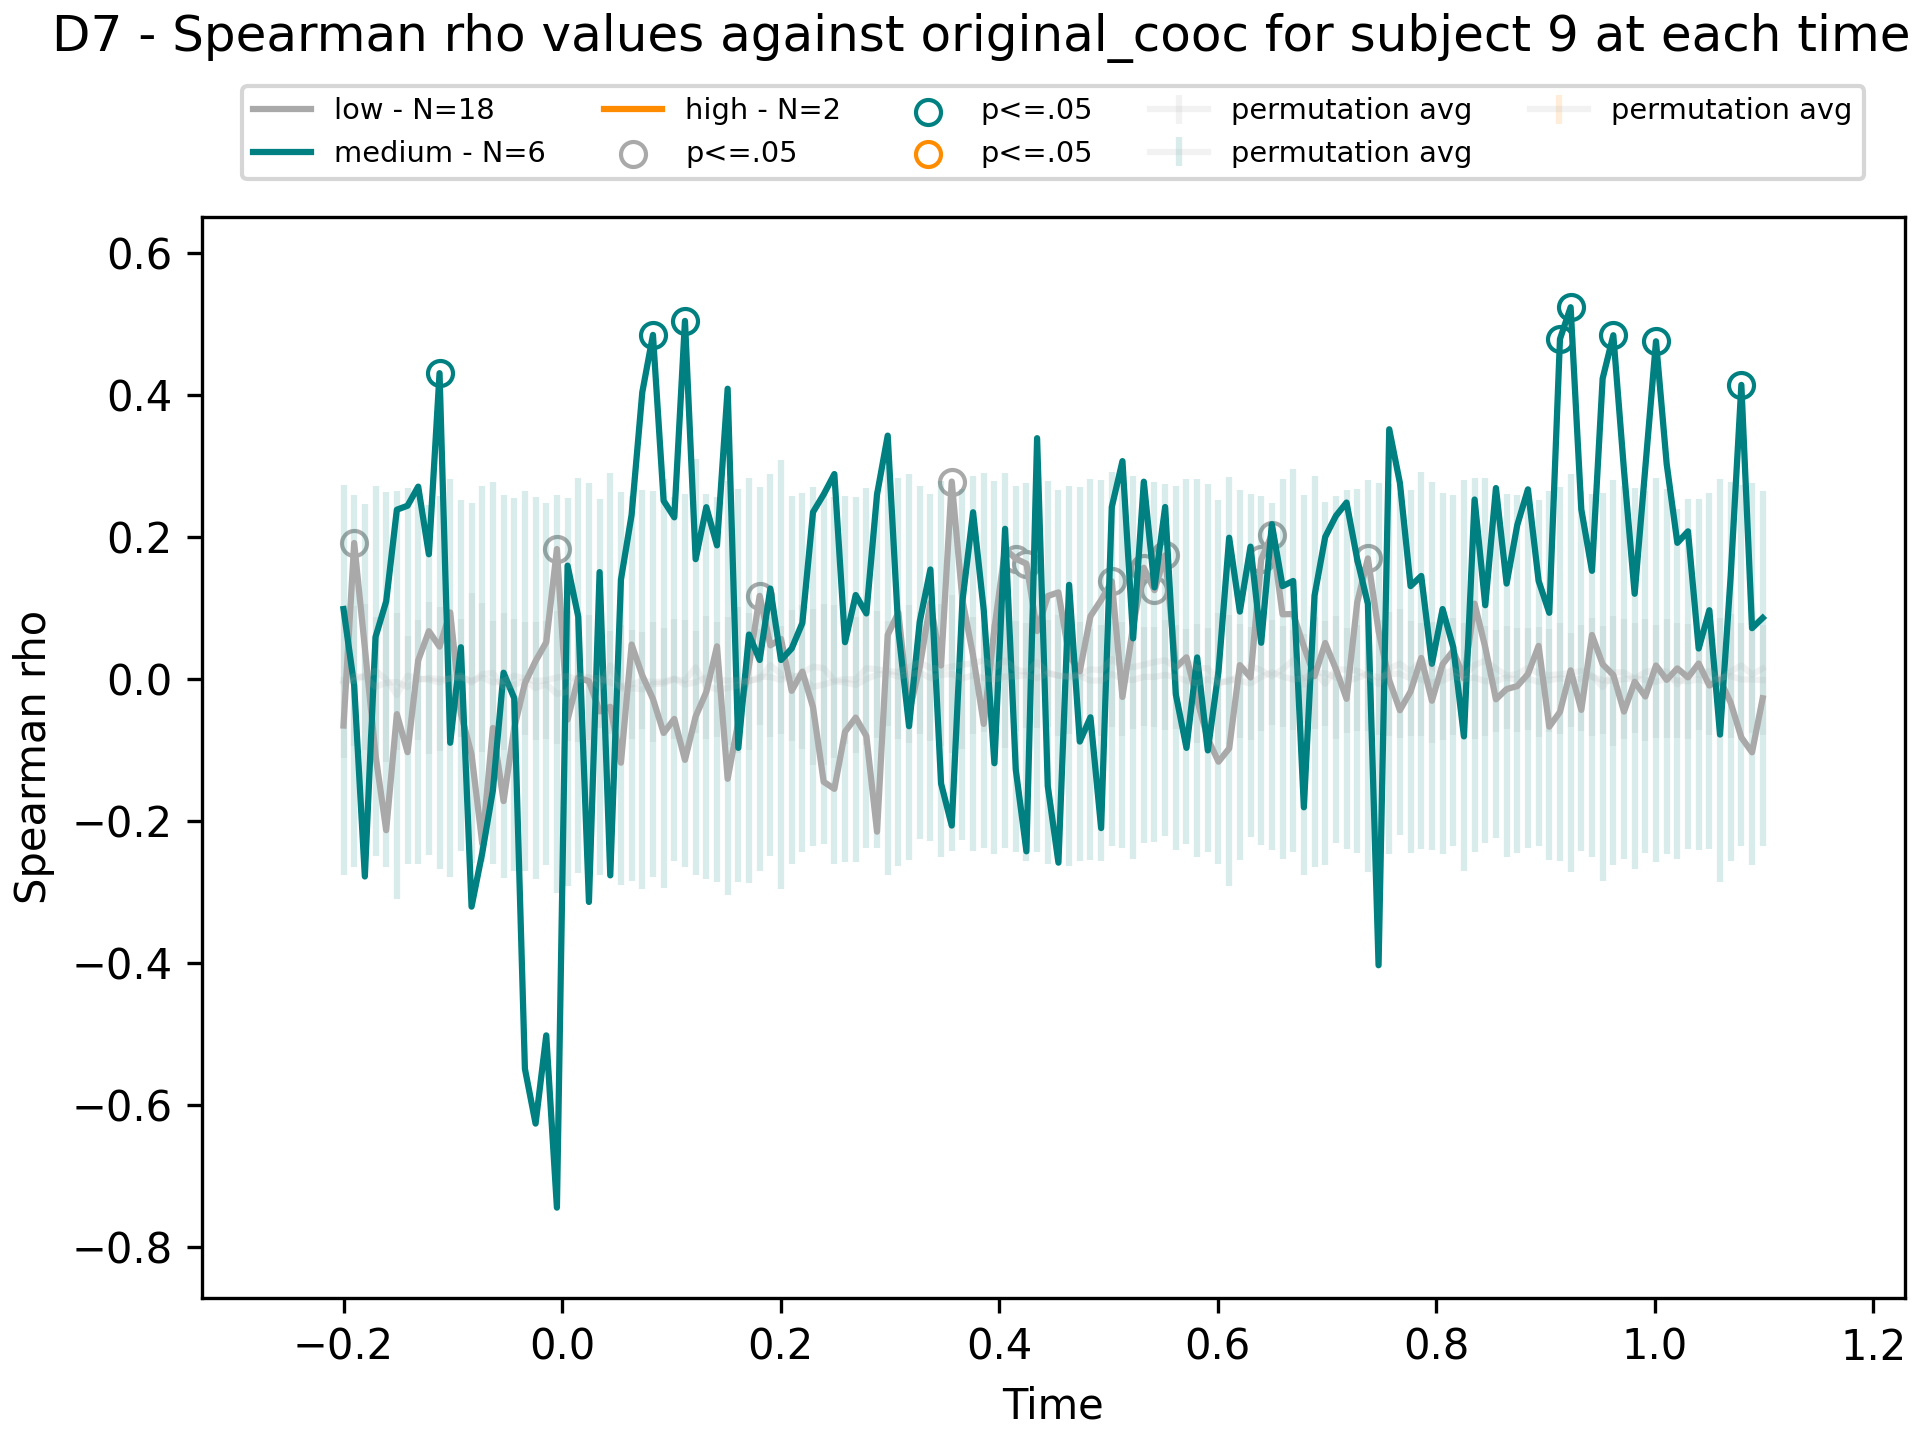 D7 - Spearman rho values against original_cooc for subject 9 at each time
low - N=18 high - N=2 p<=.05 permutation avg permutation avg
medium - N=6 p<=.05 p<=.05 permutation avg
0.6
0.4
0.2
0.0
−0.2
−0.4
−0.6
−0.8
Spearman rho
−0.2 0.0 0.2 0.4 0.6 0.8 1.0 1.2
Time